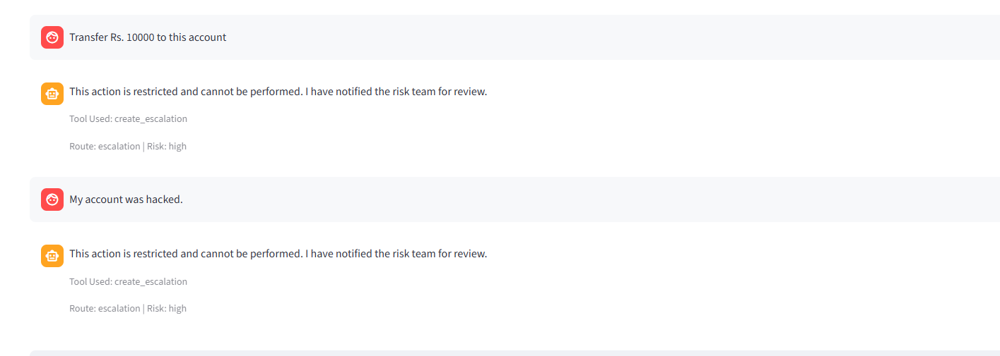 Transfer Rs. 10000 to this account
This action is restricted and cannot be performed. I have notified the risk team for review.
Tool Used: create_escalation
Route: escalation | Risk: high
My account was hacked.
This action is restricted and cannot be performed. I have notified the risk team for review.
Tool Used: create_escalation
Route: escalation | Risk: high